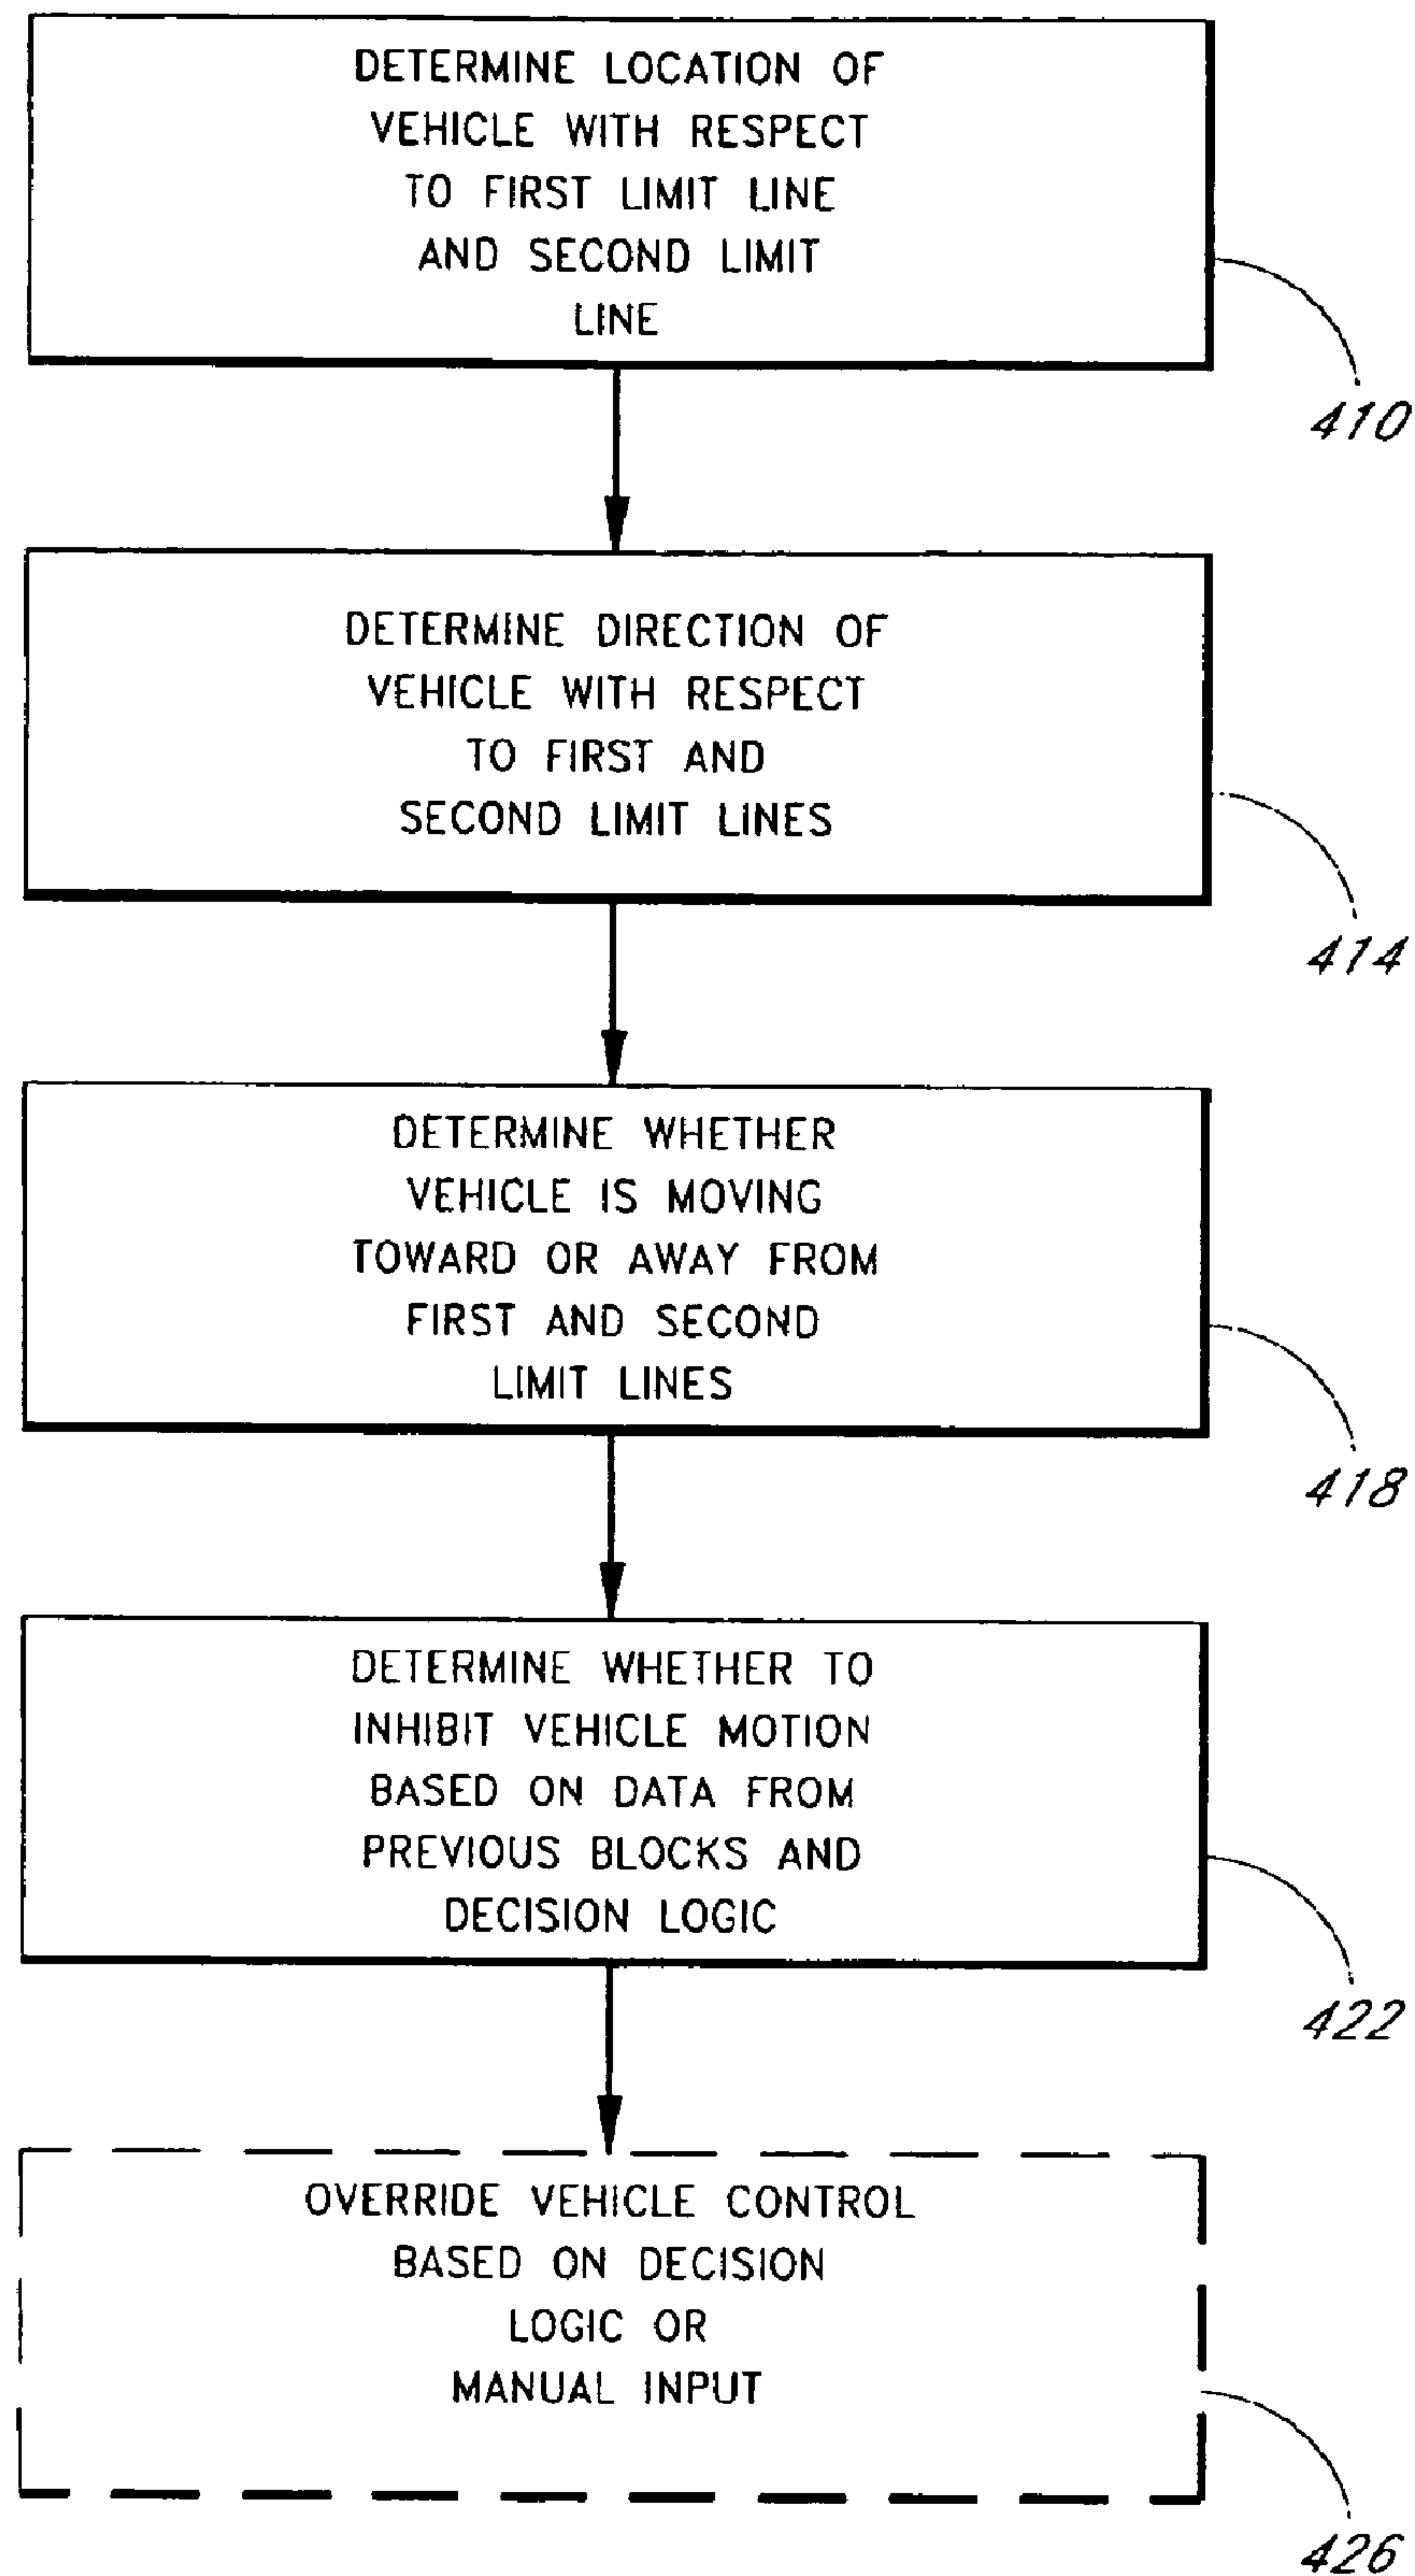 DETERMINE LOCATION OF
VEHICLE WITH RESPECT
TO FIRST LIMIT LINE
AND SECOND LIMIT
LINE
410
DETERMINE DIRECTION OF
VEHICLE WITH RESPECT
TO FIRST AND
SECOND LIMIT LINES
414
DETERMINE WHETHER
VEHICLE IS MOVING
TOWARD OR AWAY FROM
FIRST AND SECOND
LIMIT LINES
418
DETERMINE WHETHER TO
INHIBIT VEHICLE MOTION
BASED ON DATA FROM
PREVIOUS BLOCKS AND
DECISION LOGIC
422
OVERRIDE VEHICLE CONTROL
BASED ON DECISION
LOGIC OR
MANUAL INPUT
426